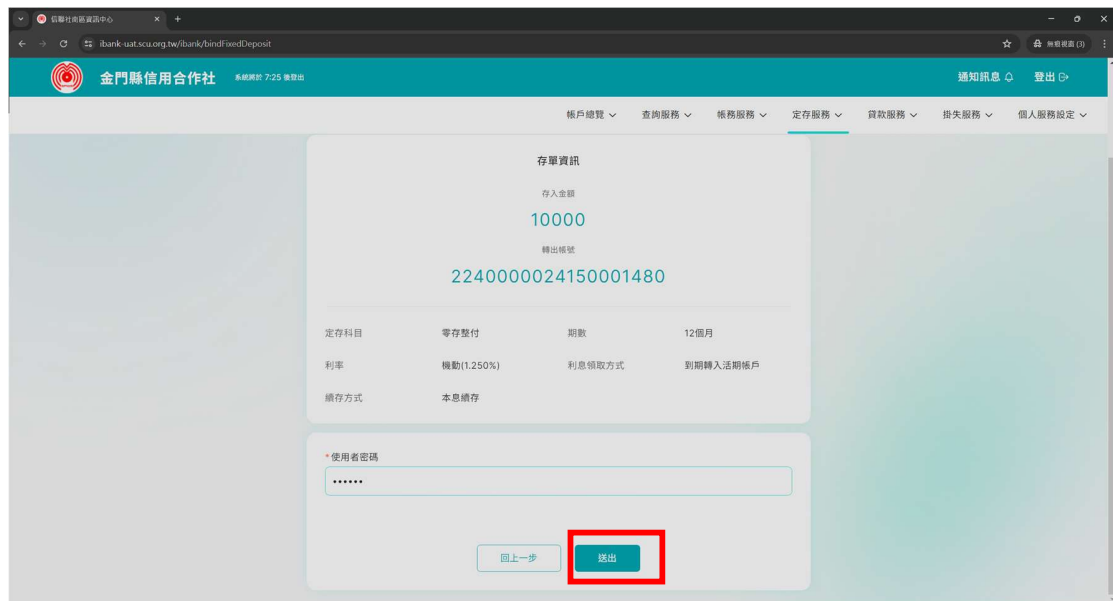 信聯社南區資訊中心
ibank-uat.scu.org.tw/ibank/bindFixedDeposit
無痕視窗 (3)
金門縣信用合作社 系統將於 7:25 後登出 通知訊息 登出
帳戶總覽 查詢服務 帳務服務 定存服務 貸款服務 掛失服務 個人服務設定
存單資訊
存入金額
10000
轉出帳號
2240000024150001480
定存科目 零存整付 期數 12個月
利率 機動(1.250%) 利息領取方式 到期轉入活期帳戶
續存方式 本息續存
*使用者密碼
••••••
回上一步 送出